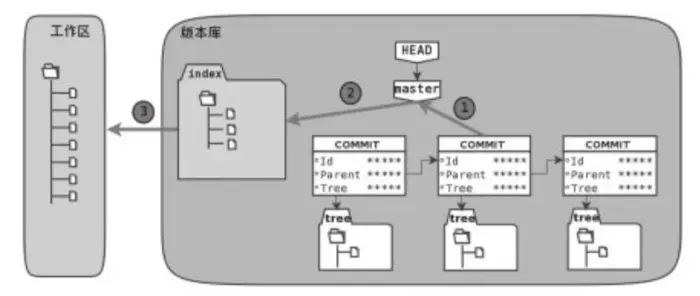 工作区
版本库
HEAD
index
master
3
2
1
COMMIT
*Id *****
*Parent *****
*Tree *****
COMMIT
*Id *****
*Parent *****
*Tree *****
COMMIT
*Id *****
*Parent *****
*Tree *****
tree
tree
tree